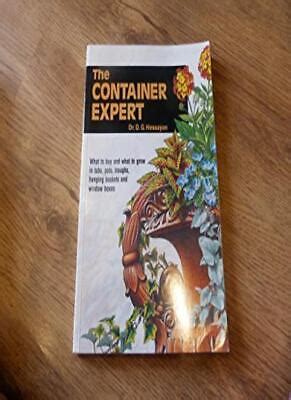 The
CONTAINER
EXPERT
Dr. D. G. Hessayon
What to buy and what to grow
in tubs, pots, troughs,
hanging baskets and
window boxes